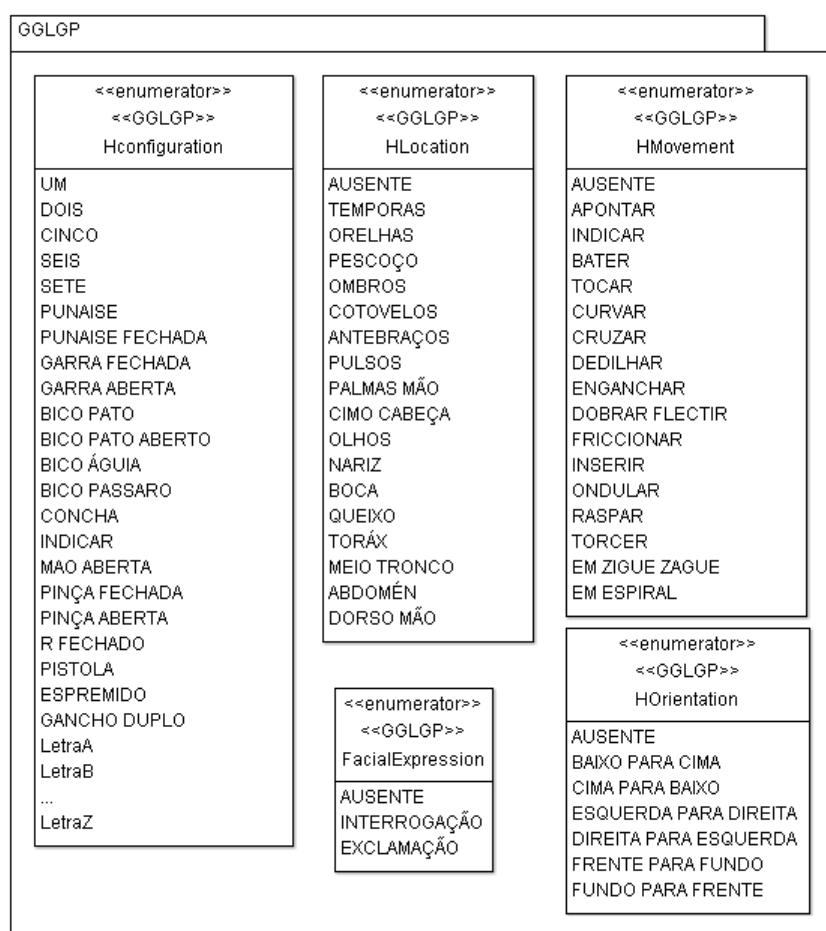 GGLGP
<<enumerator>>
<<GGLGP>>
Hconfiguration
UM
DOIS
CINCO
SEIS
SETE
PUNAISE
PUNAISE FECHADA
GARRA FECHADA
GARRA ABERTA
BICO PATO
BICO PATO ABERTO
BICO ÁGUIA
BICO PASSARO
CONCHA
INDICAR
MAO ABERTA
PINÇA FECHADA
PINÇA ABERTA
R FECHADO
PISTOLA
ESPREMIDO
GANCHO DUPLO
LetraA
LetraB
...
LetraZ
<<enumerator>>
<<GGLGP>>
HLocation
AUSENTE
TEMPORAS
ORELHAS
PESCOÇO
OMBROS
COTOVELOS
ANTEBRAÇOS
PULSOS
PALMAS MÃO
CIMO CABEÇA
OLHOS
NARIZ
BOCA
QUEIXO
TORÁX
MEIO TRONCO
ABDOMÉN
DORSO MÃO
<<enumerator>>
<<GGLGP>>
FacialExpression
AUSENTE
INTERROGAÇÃO
EXCLAMAÇÃO
<<enumerator>>
<<GGLGP>>
HMovement
AUSENTE
APONTAR
INDICAR
BATER
TOCAR
CURVAR
CRUZAR
DEDILHAR
ENGANCHAR
DOBRAR FLECTIR
FRICCIONAR
INSERIR
ONDULAR
RASPAR
TORCER
EM ZIGUE ZAGUE
EM ESPIRAL
<<enumerator>>
<<GGLGP>>
HOrientation
AUSENTE
BAIXO PARA CIMA
CIMA PARA BAIXO
ESQUERDA PARA DIREITA
DIREITA PARA ESQUERDA
FRENTE PARA FUNDO
FUNDO PARA FRENTE